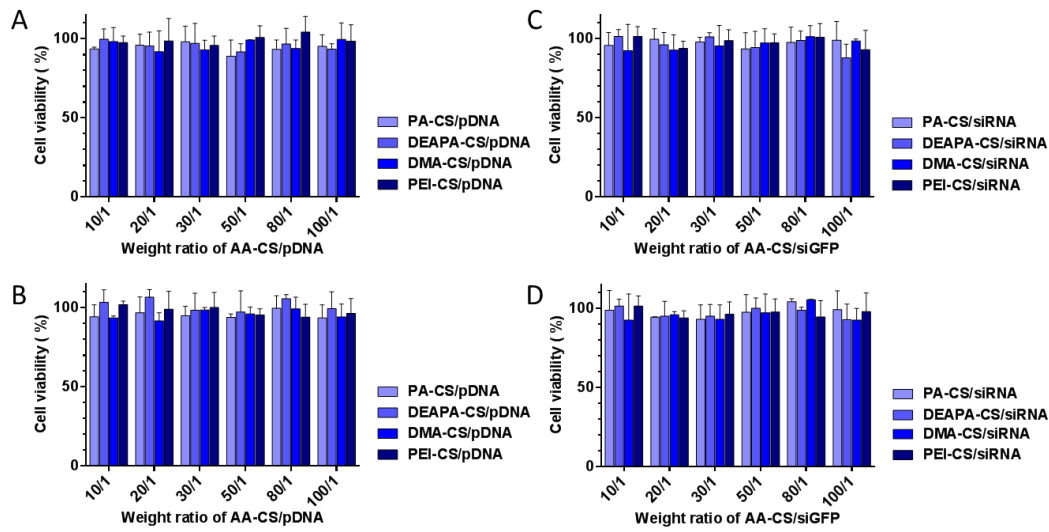 A
Cell viability ( %)
100
50
0
10/1 20/1 30/1 50/1 80/1 100/1
Weight ratio of AA-CS/pDNA
PA-CS/pDNA
DEAPA-CS/pDNA
DMA-CS/pDNA
PEI-CS/pDNA
C
Cell viability ( %)
100
50
0
10/1 20/1 30/1 50/1 80/1 100/1
Weight ratio of AA-CS/siGFP
PA-CS/siRNA
DEAPA-CS/siRNA
DMA-CS/siRNA
PEI-CS/siRNA
B
Cell viability ( %)
100
50
0
10/1 20/1 30/1 50/1 80/1 100/1
Weight ratio of AA-CS/pDNA
PA-CS/pDNA
DEAPA-CS/pDNA
DMA-CS/pDNA
PEI-CS/pDNA
D
Cell viability ( %)
100
50
0
10/1 20/1 30/1 50/1 80/1 100/1
Weight ratio of AA-CS/siGFP
PA-CS/siRNA
DEAPA-CS/siRNA
DMA-CS/siRNA
PEI-CS/siRNA